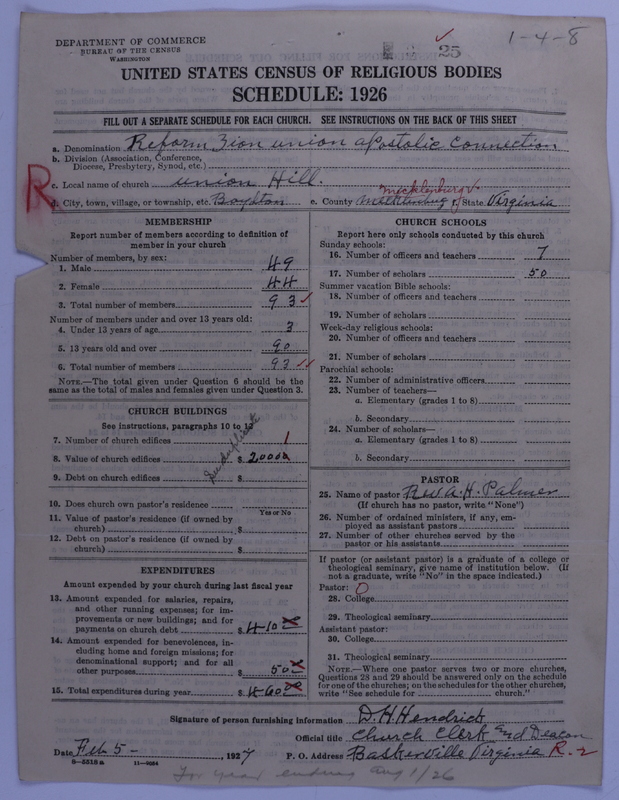 1-4-8
25
DEPARTMENT OF COMMERCE
BUREAU OF THE CENSUS
WASHINGTON
UNITED STATES CENSUS OF RELIGIOUS BODIES
SCHEDULE: 1926
FILL OUT A SEPARATE SCHEDULE FOR EACH CHURCH. SEE INSTRUCTIONS ON THE BACK OF THIS SHEET
a. Denomination Reform Zion union apostolic Connection
b. Division (Association, Conference,
Diocese, Presbytery, Synod, etc.)
R
c. Local name of church union Hill.
Mecklenburg
d. City, town, village, or township, etc. Boydton e. County Mecklenburg f. State Virginia
MEMBERSHIP
Report number of members according to definition of
member in your church
Number of members, by sex:
1. Male 49
2. Female 44
3. Total number of members 93
Number of members under and over 13 years old:
4. Under 13 years of age 3
5. 13 years old and over 90
6. Total number of members 93
NOTE.—The total given under Question 6 should be the
same as the total of males and females given under Question 3.
CHURCH BUILDINGS
See instructions, paragraphs 10 to 13
7. Number of church edifices 1
8. Value of church edifices $ 20000
9. Debt on church edifices $
10. Does church own pastor's residence
Yes or No
11. Value of pastor's residence (if owned by
church) $
12. Debt on pastor's residence (if owned by
church) $
EXPENDITURES
Amount expended by your church during last fiscal year
13. Amount expended for salaries, repairs,
and other running expenses; for im-
provements or new buildings; and for
payments on church debt $ 410 00
14. Amount expended for benevolences, in-
cluding home and foreign missions; for
denominational support; and for all
other purposes $ 50
15. Total expenditures during year $ 460 00
CHURCH SCHOOLS
Report here only schools conducted by this church
Sunday schools:
16. Number of officers and teachers 7
17. Number of scholars 50
Summer vacation Bible schools:
18. Number of officers and teachers
19. Number of scholars
Week-day religious schools:
20. Number of officers and teachers
21. Number of scholars
Parochial schools:
22. Number of administrative officers
23. Number of teachers—
a. Elementary (grades 1 to 8)
b. Secondary
24. Number of scholars—
a. Elementary (grades 1 to 8)
b. Secondary
PASTOR
25. Name of pastor Rev A. H. Palmer
(If church has no pastor, write "None")
26. Number of ordained ministers, if any, em-
ployed as assistant pastors
27. Number of other churches served by the
pastor or his assistants
If pastor (or assistant pastor) is a graduate of a college or
theological seminary, give name of institution below. (If
not a graduate, write "No" in the space indicated.)
Pastor: O
28. College
29. Theological seminary
Assistant pastor:
30. College
31. Theological seminary
NOTE.—Where one pastor serves two or more churches,
Questions 28 and 29 should be answered only on the schedule
for one of the churches; on the schedules for the other churches,
write "See schedule for church."
Signature of person furnishing information D. H. Hendrick
Official title Church Clerk and Deacon
Date Feb 5 -, 1927 P. O. Address Baskerville Virginia R. 2
8—5518a 11—9064
For year ending Aug 1/26